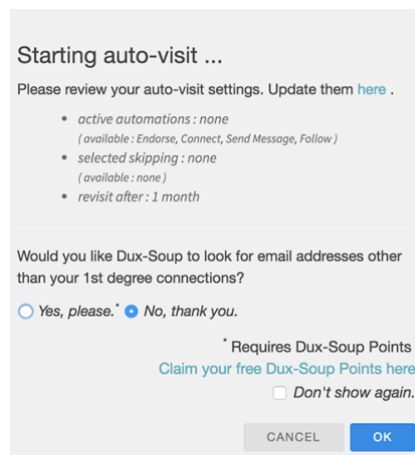 Starting auto-visit ...
Please review your auto-visit settings. Update them here .
• active automations : none
( available : Endorse, Connect, Send Message, Follow )
• selected skipping : none
( available : none )
• revisit after : 1 month
Would you like Dux-Soup to look for email addresses other
than your 1st degree connections?
Yes, please.* No, thank you.
* Requires Dux-Soup Points
Claim your free Dux-Soup Points here
Don't show again.
CANCEL OK